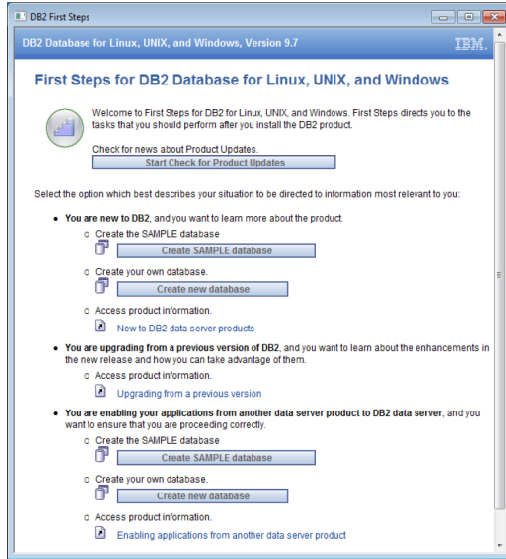 DB2 First Steps
DB2 Database for Linux, UNIX, and Windows, Version 9.7
IBM.
First Steps for DB2 Database for Linux, UNIX, and Windows
Welcome to First Steps for DB2 for Linux, UNIX, and Windows. First Steps directs you to the
tasks that you should perform after you install the DB2 product.
Check for news about Product Updates.
Start Check for Product Updates
Select the option which best describes your situation to be directed to information most relevant to you:
• You are new to DB2, and you want to learn more about the product.
o Create the SAMPLE database
Create SAMPLE database
o Create your own database.
Create new database
o Access product information.
New to DB2 data server products
• You are upgrading from a previous version of DB2, and you want to learn about the enhancements in
the new release and how you can take advantage of them.
o Access product information.
Upgrading from a previous version
• You are enabling your applications from another data server product to DB2 data server, and you
want to ensure that you are proceeding correctly.
o Create the SAMPLE database
Create SAMPLE database
o Create your own database.
Create new database
o Access product information.
Enabling applications from another data server product